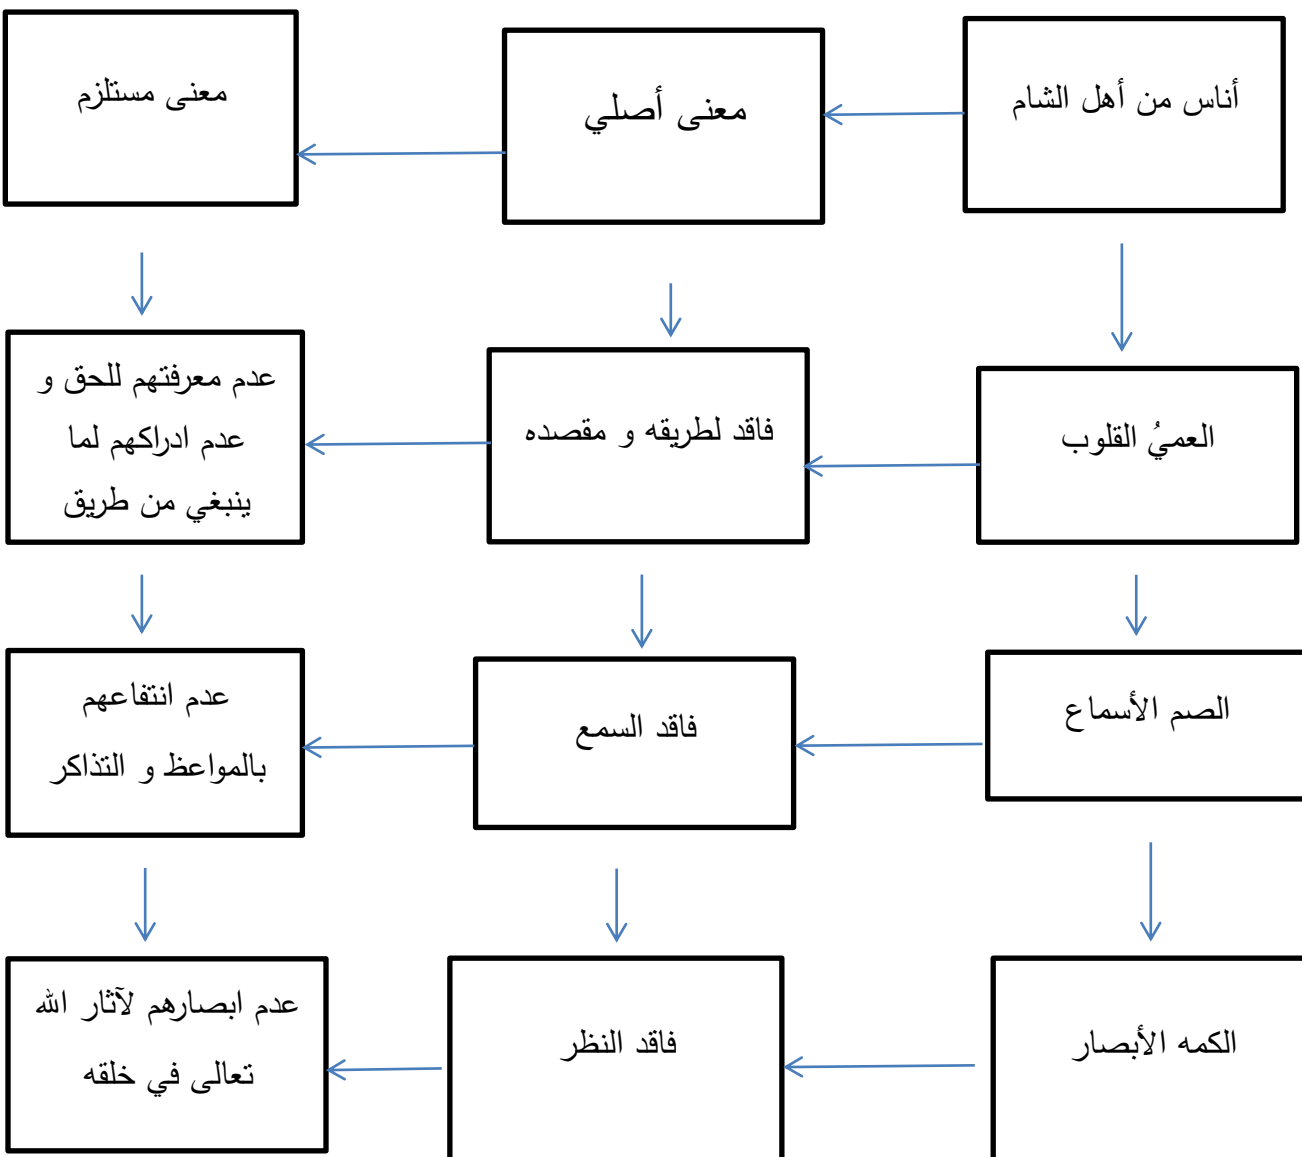 أناس من أهل الشام
معنى أصلي
معنى مستلزم
العميُ القلوب
فاقد لطريقه و مقصده
عدم معرفتهم للحق و
عدم ادراكهم لما
ينبغي من طريق
الصم الأسماع
فاقد السمع
عدم انتفاعهم
بالمواعظ و التذاكر
الكمه الأبصار
فاقد النظر
عدم ابصارهم لآثار الله
تعالى في خلقه